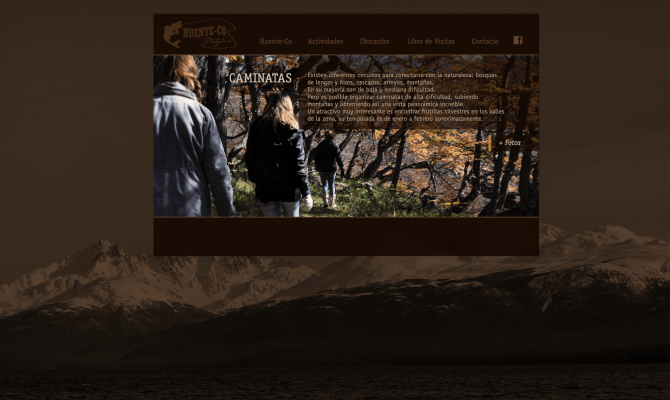 HUENTE-CO
Huente-Co Actividades Ubicación Libro de Visitas Contacto
CAMINATAS
Existen diferentes circuitos para conectarse con la naturaleza; bosques
de lengas y ñires, cascadas, arroyos, montañas.
En su mayoría son de baja y mediana dificultad.
Pero es posible organizar caminatas de alta dificultad, subiendo
montañas y obteniendo así una vista panorámica increíble.
Un atractivo muy interesante es encontrar frutillas silvestres en los valles
de la zona, su temporada es de enero a febrero aproximadamente.
+ Fotos